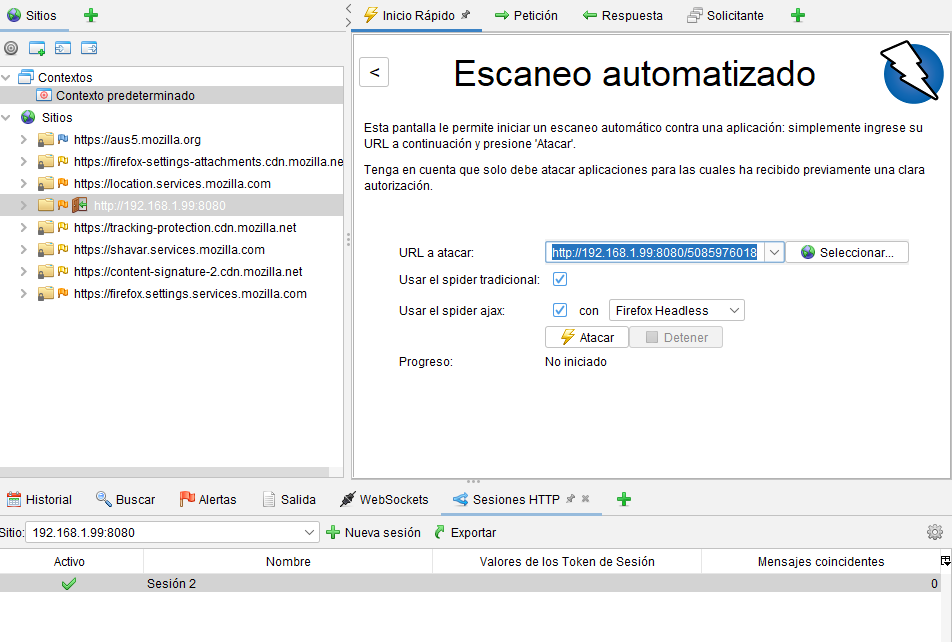 Sitios
Inicio Rápido
Petición
Respuesta
Solicitante
Contextos
Contexto predeterminado
Sitios
https://aus5.mozilla.org
https://firefox-settings-attachments.cdn.mozilla.ne
https://location.services.mozilla.com
http://192.168.1.99:8080
https://tracking-protection.cdn.mozilla.net
https://shavar.services.mozilla.com
https://content-signature-2.cdn.mozilla.net
https://firefox.settings.services.mozilla.com
<
Escaneo automatizado
Esta pantalla le permite iniciar un escaneo automático contra una aplicación: simplemente ingrese su
URL a continuación y presione 'Atacar'.
Tenga en cuenta que solo debe atacar aplicaciones para las cuales ha recibido previamente una clara
autorización.
URL a atacar: http://192.168.1.99:8080/5085976018 Seleccionar...
Usar el spider tradicional:
Usar el spider ajax: con Firefox Headless
Atacar Detener
Progreso: No iniciado
Historial Buscar Alertas Salida WebSockets Sesiones HTTP
Sitio: 192.168.1.99:8080 Nueva sesión Exportar
Activo Nombre Valores de los Token de Sesión Mensajes coincidentes
Sesión 2 0